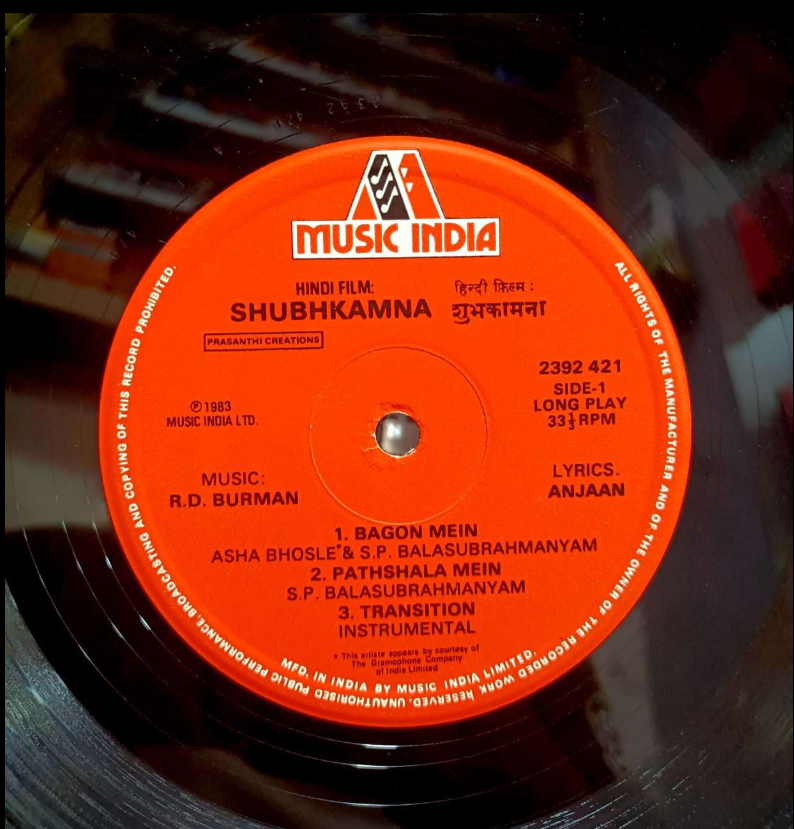 MUSIC INDIA
HINDI FILM: हिन्दी फ़िल्म :
SHUBHKAMNA शुभकामना
PRASANTHI CREATIONS
2392 421
SIDE-1
LONG PLAY
33⅓ RPM
℗ 1983
MUSIC INDIA LTD.
MUSIC:
R.D. BURMAN
LYRICS.
ANJAAN
1. BAGON MEIN
ASHA BHOSLE* & S.P. BALASUBRAHMANYAM
2. PATHSHALA MEIN
S.P. BALASUBRAHMANYAM
3. TRANSITION
INSTRUMENTAL
* This artiste appears by courtesy of
The Gramophone Company
of India Limited
MFD. IN INDIA BY MUSIC INDIA LIMITED.
ALL RIGHTS OF THE MANUFACTURER AND OF THE OWNER OF THE RECORDED WORK RESERVED. UNAUTHORISED PUBLIC PERFORMANCE, BROADCASTING AND COPYING OF THIS RECORD PROHIBITED.